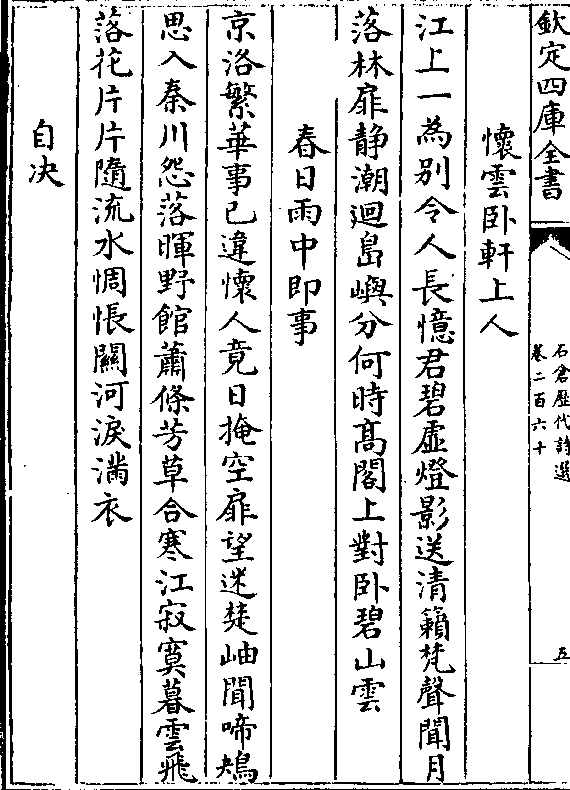 欽定四庫全書
石倉歷代詩選
卷二百六十
五
懷雲卧軒上人
江上一為別令人長憶君碧虛燈影送清籟梵聲聞月
落林扉静潮迴島嶼分何時髙閣上對卧碧山雲
春日雨中即事
京洛繁華事已違懷人竟日掩空扉望迷楚岫聞啼鴂
思入秦川怨落暉野館蕭條芳草合寒江寂寞暮雲飛
落花片片隨流水惆悵關河淚滿衣
自决